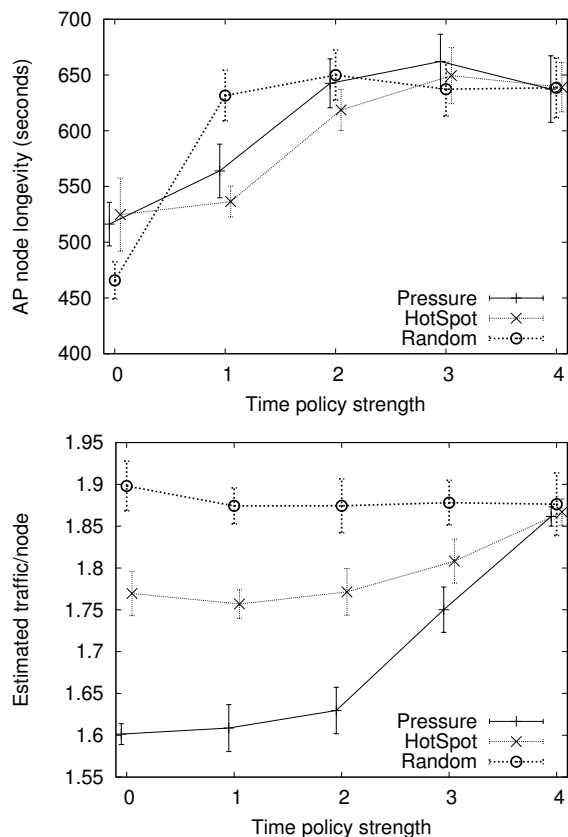 700
650
600
550
500
450
400
AP node longevity (seconds)
Pressure
HotSpot
Random
0 1 2 3 4
Time policy strength
1.95
1.9
1.85
1.8
1.75
1.7
1.65
1.6
1.55
Estimated traffic/node
Pressure
HotSpot
Random
0 1 2 3 4
Time policy strength